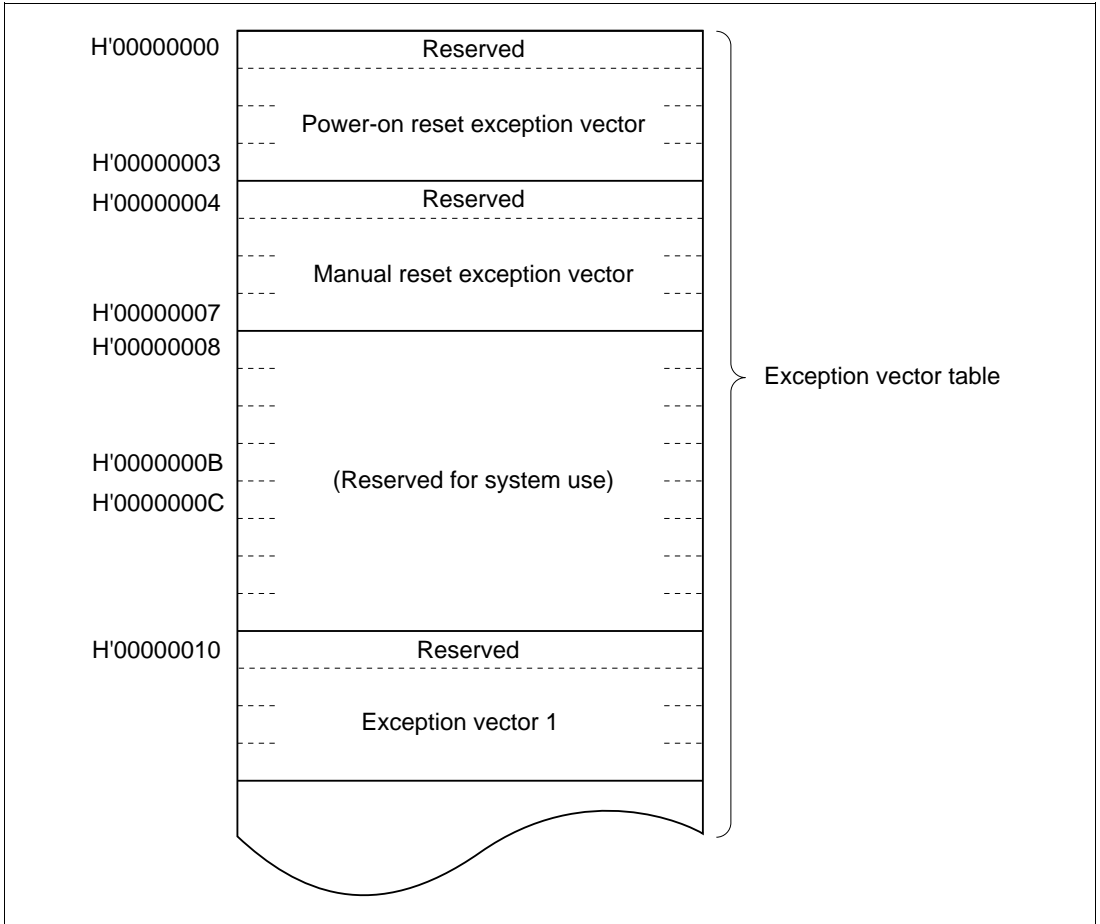 H'00000000
Reserved
Power-on reset exception vector
H'00000003
H'00000004
Reserved
Manual reset exception vector
H'00000007
H'00000008
Exception vector table
H'0000000B
(Reserved for system use)
H'0000000C
H'00000010
Reserved
Exception vector 1